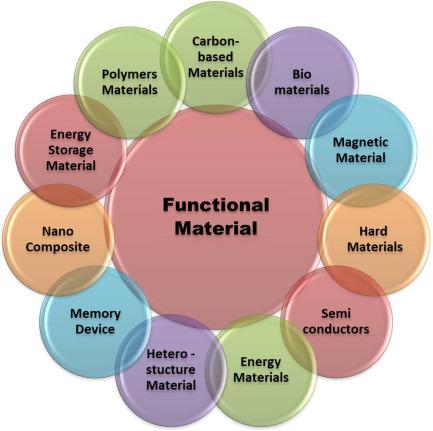 Carbon-
based
Materials
Bio
materials
Magnetic
Material
Hard
Materials
Semi
conductors
Energy
Materials
Hetero -
stucture
Material
Memory
Device
Nano
Composite
Energy
Storage
Material
Polymers
Materials
Functional
Material